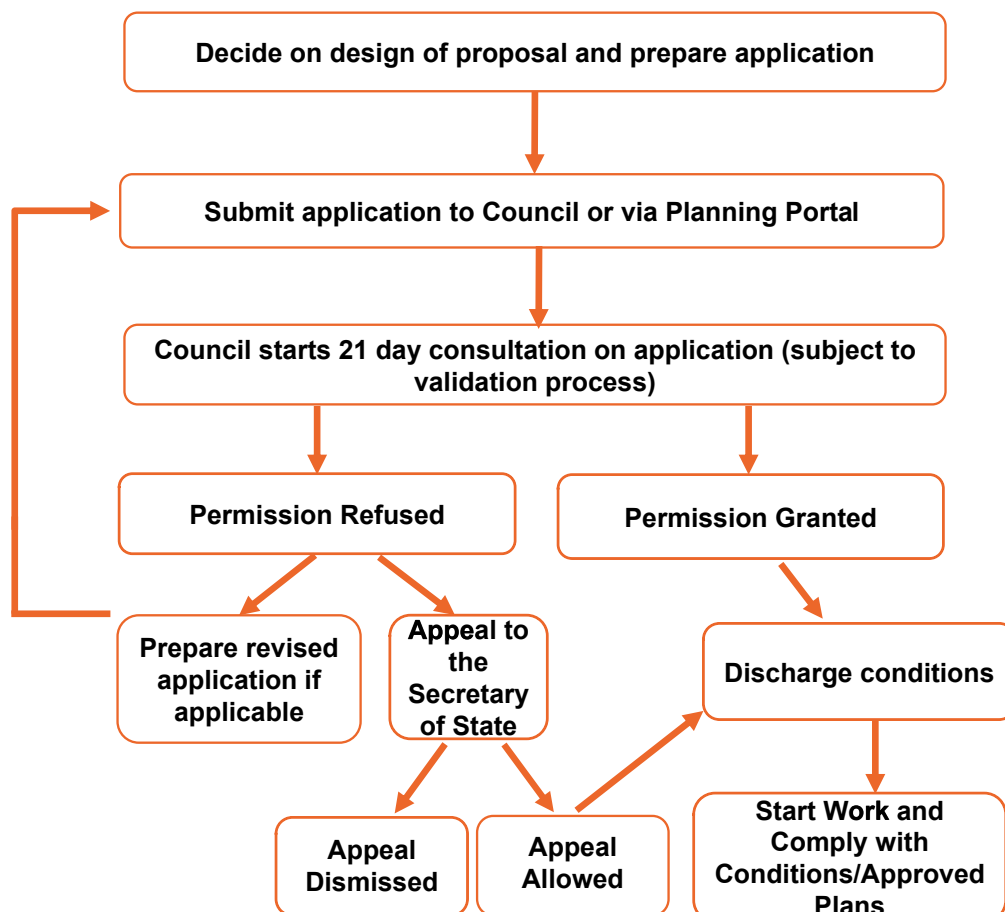 Decide on design of proposal and prepare application
Submit application to Council or via Planning Portal
Council starts 21 day consultation on application (subject to
validation process)
Permission Refused
Permission Granted
Prepare revised
application if
applicable
Appeal to
the
Secretary
of State
Discharge conditions
Appeal
Dismissed
Appeal
Allowed
Start Work and
Comply with
Conditions/Approved
Plans